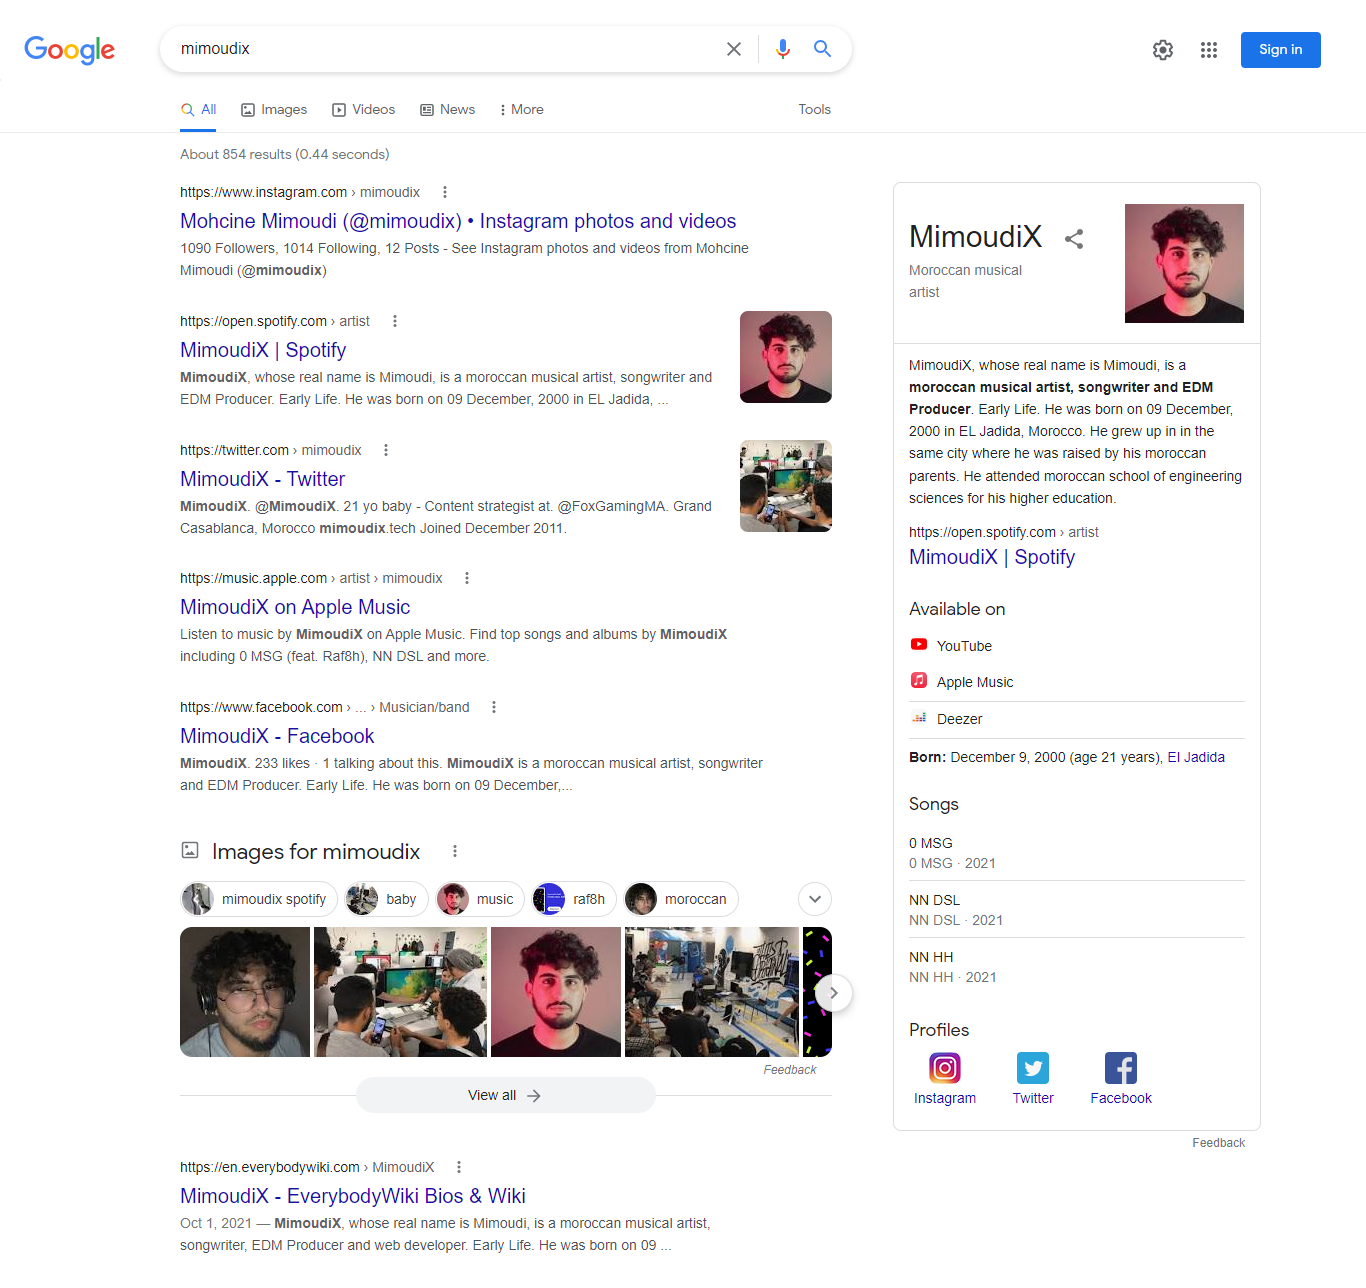 Google
mimoudix
Sign in
All
Images
Videos
News
More
Tools
About 854 results (0.44 seconds)
https://www.instagram.com › mimoudix
Mohcine Mimoudi (@mimoudix) • Instagram photos and videos
1090 Followers, 1014 Following, 12 Posts - See Instagram photos and videos from Mohcine
Mimoudi (@mimoudix)
https://open.spotify.com › artist
MimoudiX | Spotify
MimoudiX, whose real name is Mimoudi, is a moroccan musical artist, songwriter and
EDM Producer. Early Life. He was born on 09 December, 2000 in EL Jadida, ...
https://twitter.com › mimoudix
MimoudiX - Twitter
MimoudiX. @MimoudiX. 21 yo baby - Content strategist at. @FoxGamingMA. Grand
Casablanca, Morocco mimoudix.tech Joined December 2011.
https://music.apple.com › artist › mimoudix
MimoudiX on Apple Music
Listen to music by MimoudiX on Apple Music. Find top songs and albums by MimoudiX
including 0 MSG (feat. Raf8h), NN DSL and more.
https://www.facebook.com › ... › Musician/band
MimoudiX - Facebook
MimoudiX. 233 likes · 1 talking about this. MimoudiX is a moroccan musical artist, songwriter
and EDM Producer. Early Life. He was born on 09 December,...
Images for mimoudix
mimoudix spotify
baby
music
raf8h
moroccan
Feedback
View all
https://en.everybodywiki.com › MimoudiX
MimoudiX - EverybodyWiki Bios & Wiki
Oct 1, 2021 — MimoudiX, whose real name is Mimoudi, is a moroccan musical artist,
songwriter, EDM Producer and web developer. Early Life. He was born on 09 ...
MimoudiX
Moroccan musical
artist
MimoudiX, whose real name is Mimoudi, is a
moroccan musical artist, songwriter and EDM
Producer. Early Life. He was born on 09 December,
2000 in EL Jadida, Morocco. He grew up in in the
same city where he was raised by his moroccan
parents. He attended moroccan school of engineering
sciences for his higher education.
https://open.spotify.com › artist
MimoudiX | Spotify
Available on
YouTube
Apple Music
Deezer
Born: December 9, 2000 (age 21 years), El Jadida
Songs
0 MSG
0 MSG · 2021
NN DSL
NN DSL · 2021
NN HH
NN HH · 2021
Profiles
Instagram
Twitter
Facebook
Feedback